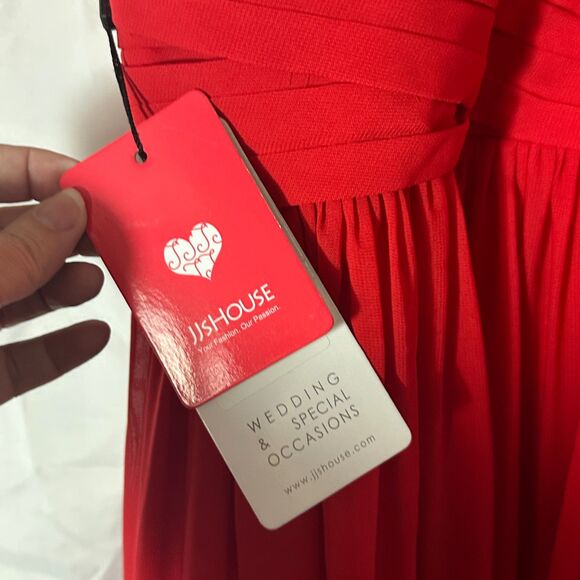 JJsHOUSE
Your Fashion. Our Passion.
WEDDING
& SPECIAL
OCCASIONS
www.jjshouse.com